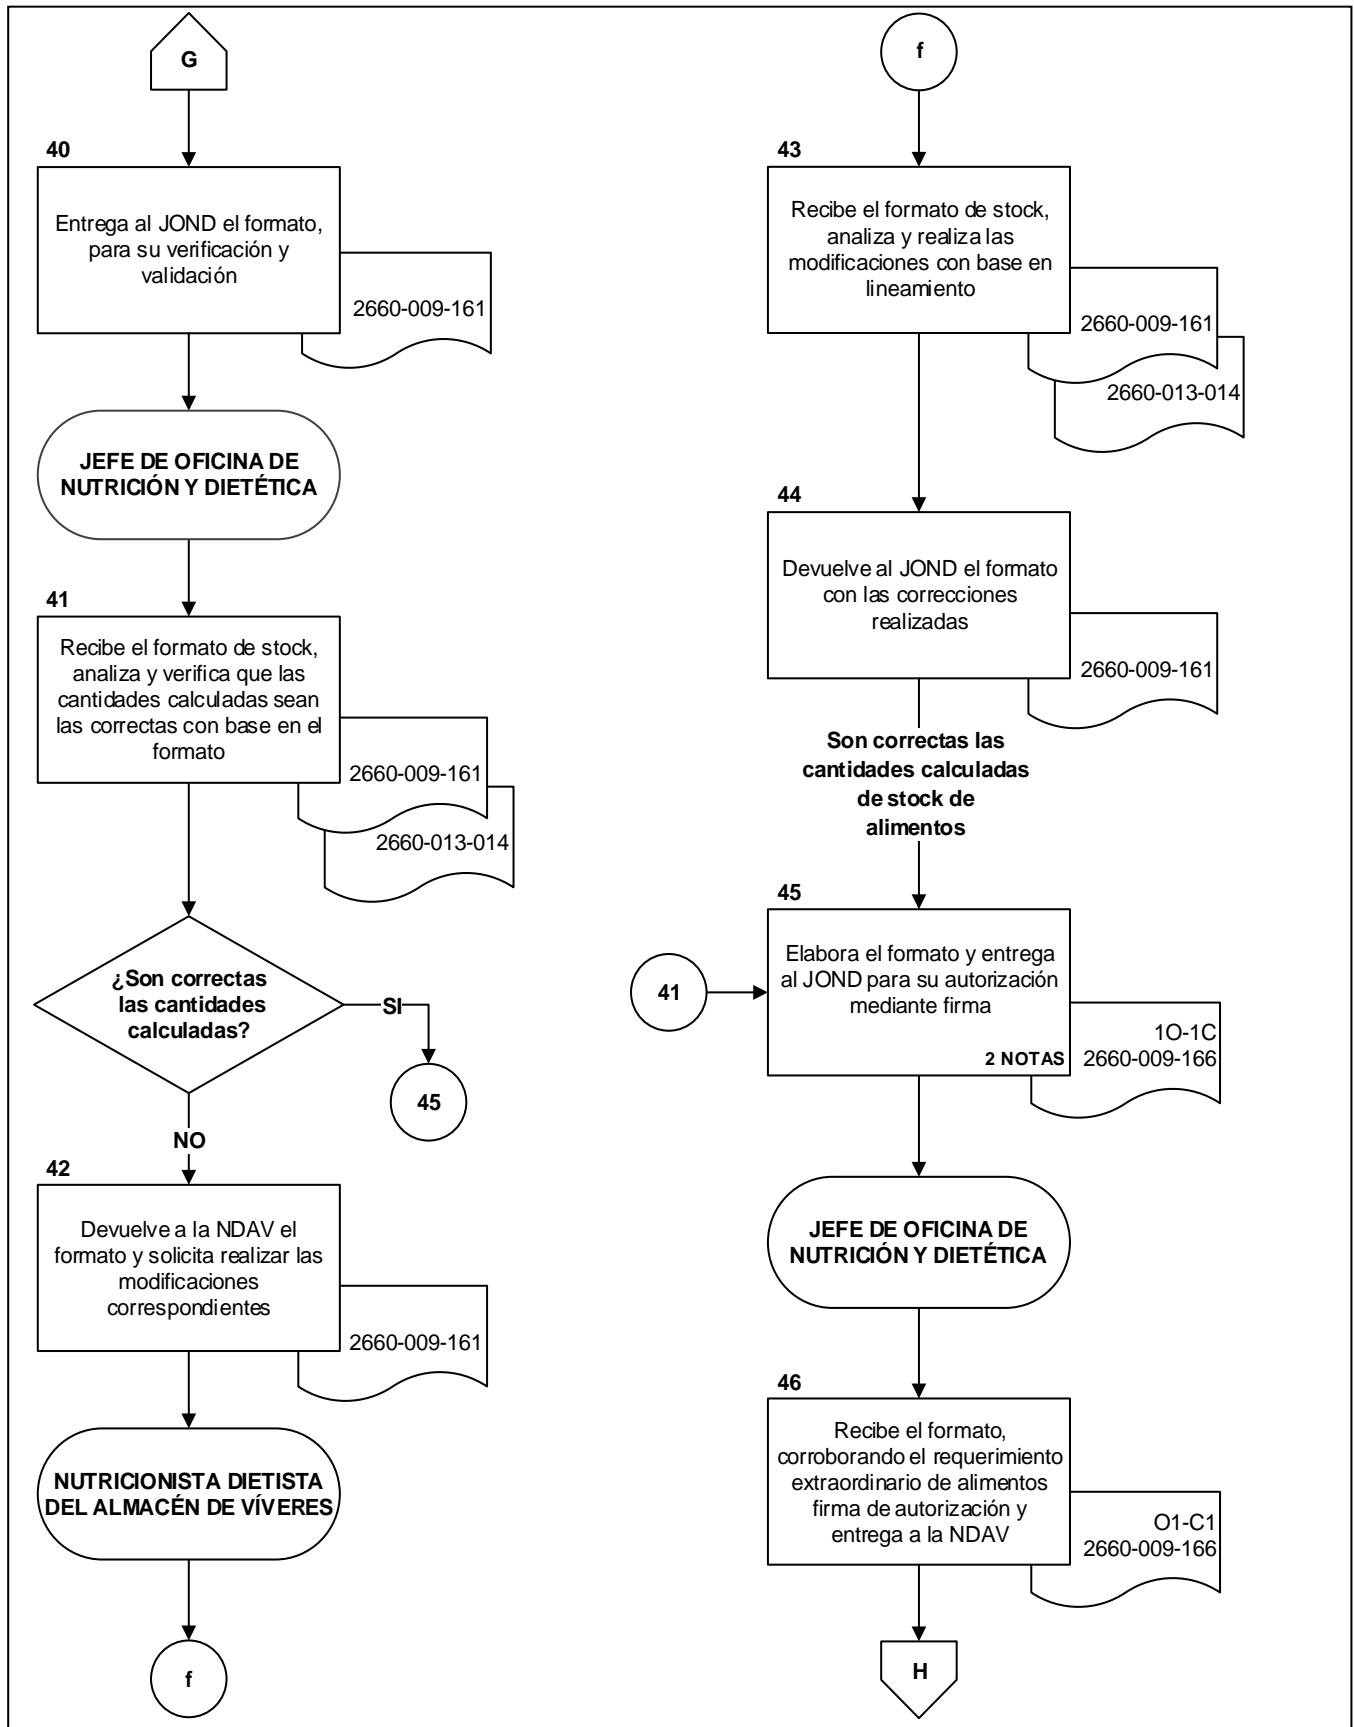 G
40
Entrega al JOND el formato,
para su verificación y
validación
2660-009-161
JEFE DE OFICINA DE
NUTRICIÓN Y DIETÉTICA
41
Recibe el formato de stock,
analiza y verifica que las
cantidades calculadas sean
las correctas con base en el
formato
2660-009-161
2660-013-014
¿Son correctas
las cantidades
calculadas?
SI
45
NO
42
Devuelve a la NDAV el
formato y solicita realizar las
modificaciones
correspondientes
2660-009-161
NUTRICIONISTA DIETISTA
DEL ALMACÉN DE VÍVERES
f
f
43
Recibe el formato de stock,
analiza y realiza las
modificaciones con base en
lineamiento
2660-009-161
2660-013-014
44
Devuelve al JOND el formato
con las correcciones
realizadas
2660-009-161
Son correctas las
cantidades calculadas
de stock de
alimentos
45
41
Elabora el formato y entrega
al JOND para su autorización
mediante firma
2 NOTAS
1O-1C
2660-009-166
JEFE DE OFICINA DE
NUTRICIÓN Y DIETÉTICA
46
Recibe el formato,
corroborando el requerimiento
extraordinario de alimentos
firma de autorización y
entrega a la NDAV
O1-C1
2660-009-166
H